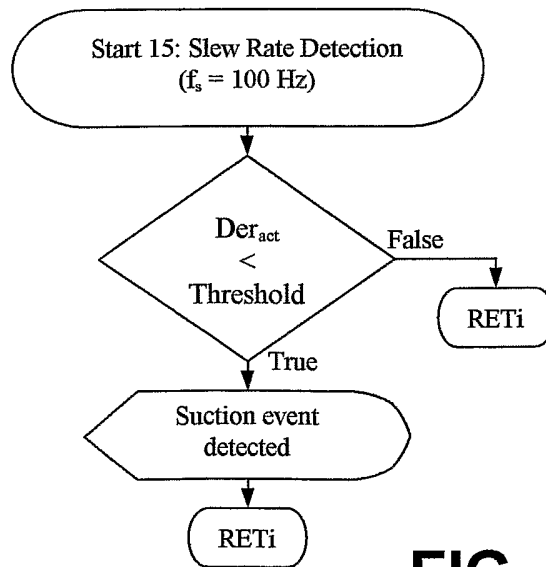 Start 15: Slew Rate Detection
(fs = 100 Hz)
Deract
<
Threshold
False
RETi
True
Suction event
detected
RETi
FIG